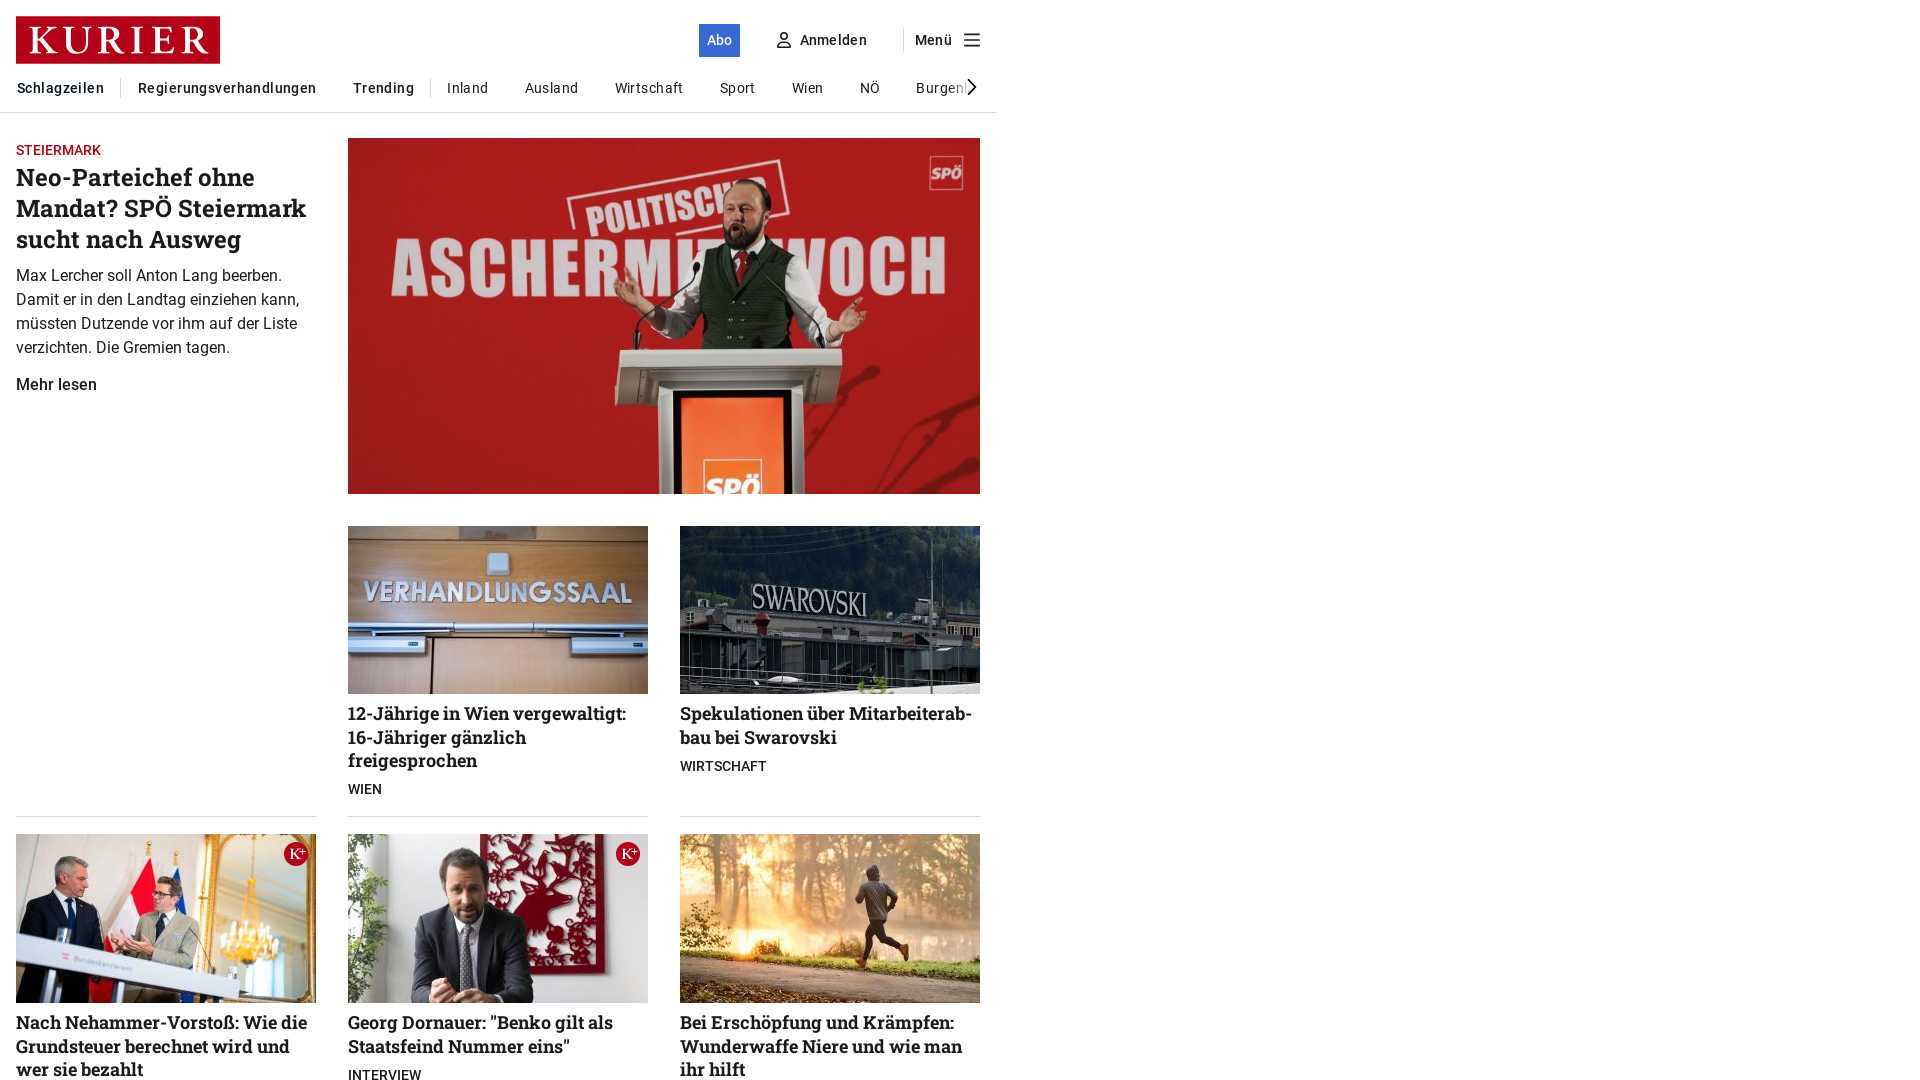 KURIER
Abo
Anmelden
Menü
Schlagzeilen
Regierungsverhandlungen
Trending
Inland
Ausland
Wirtschaft
Sport
Wien
NÖ
STEIERMARK
Neo-Parteichef ohne
Mandat? SPÖ Steiermark
sucht nach Ausweg
Max Lercher soll Anton Lang beerben.
Damit er in den Landtag einziehen kann,
müssten Dutzende vor ihm auf der Liste
verzichten. Die Gremien tagen.
Mehr lesen
SPÖ
POLITISCHER
ASCHERMITTWOCH
SPÖ
VERHANDLUNGSSAAL
12-Jährige in Wien vergewaltigt:
16-Jähriger gänzlich
freigesprochen
WIEN
SWAROVSKI
Spekulationen über Mitarbeiterab-
bau bei Swarovski
WIRTSCHAFT
K+
Bundeskanzleramt
Nach Nehammer-Vorstoß: Wie die
Grundsteuer berechnet wird und
wer sie bezahlt
K+
Georg Dornauer: "Benko gilt als
Staatsfeind Nummer eins"
INTERVIEW
Bei Erschöpfung und Krämpfen:
Wunderwaffe Niere und wie man
ihr hilft